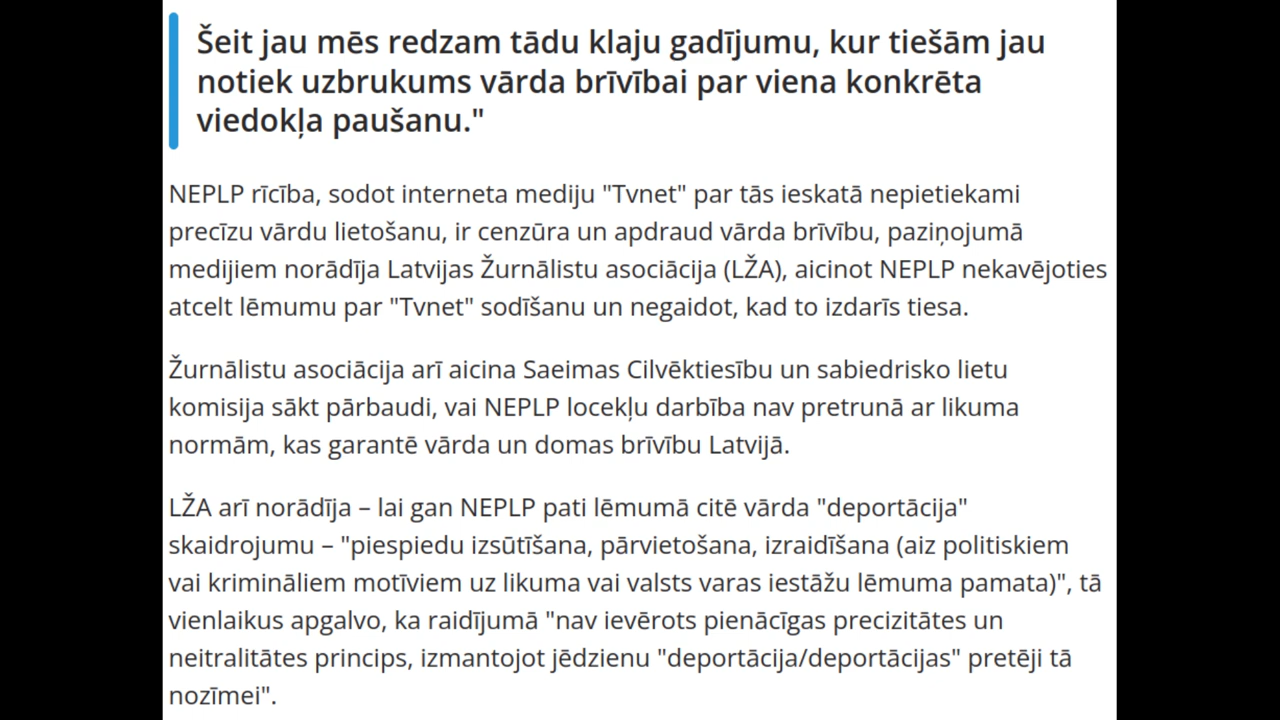 Šeit jau mēs redzam tādu klaju gadījumu, kur tiešām jau
notiek uzbrukums vārda brīvībai par viena konkrēta
viedokļa paušanu."
NEPLP rīcība, sodot interneta mediju "Tvnet" par tās ieskatā nepietiekami
precīzu vārdu lietošanu, ir cenzūra un apdraud vārda brīvību, paziņojumā
medijiem norādīja Latvijas Žurnālistu asociācija (LŽA), aicinot NEPLP nekavējoties
atcelt lēmumu par "Tvnet" sodīšanu un negaidot, kad to izdarīs tiesa.
Žurnālistu asociācija arī aicina Saeimas Cilvēktiesību un sabiedrisko lietu
komisija sākt pārbaudi, vai NEPLP locekļu darbība nav pretrunā ar likuma
normām, kas garantē vārda un domas brīvību Latvijā.
LŽA arī norādīja – lai gan NEPLP pati lēmumā citē vārda "deportācija"
skaidrojumu – "piespiedu izsūtīšana, pārvietošana, izraidīšana (aiz politiskiem
vai krimināliem motīviem uz likuma vai valsts varas iestāžu lēmuma pamata)", tā
vienlaikus apgalvo, ka raidījumā "nav ievērots pienācīgas precizitātes un
neitralitātes princips, izmantojot jēdzienu "deportācija/deportācijas" pretēji tā
nozīmei".